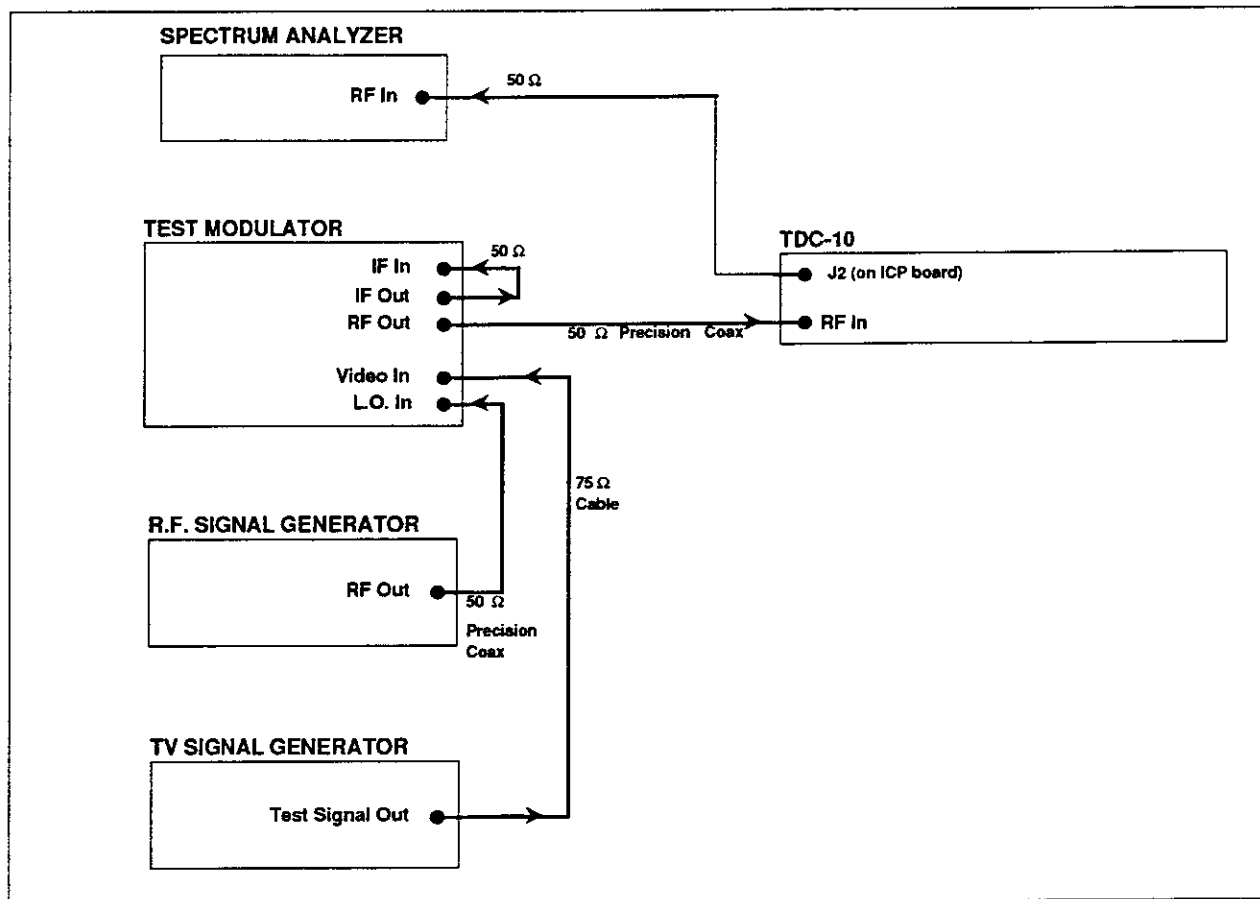 SPECTRUM ANALYZER
RF In
50 Ω
TEST MODULATOR
IF In
50 Ω
IF Out
RF Out
50 Ω Precision Coax
Video In
L.O. In
TDC-10
J2 (on ICP board)
RF In
75 Ω
Cable
R.F. SIGNAL GENERATOR
RF Out
50 Ω
Precision
Coax
TV SIGNAL GENERATOR
Test Signal Out